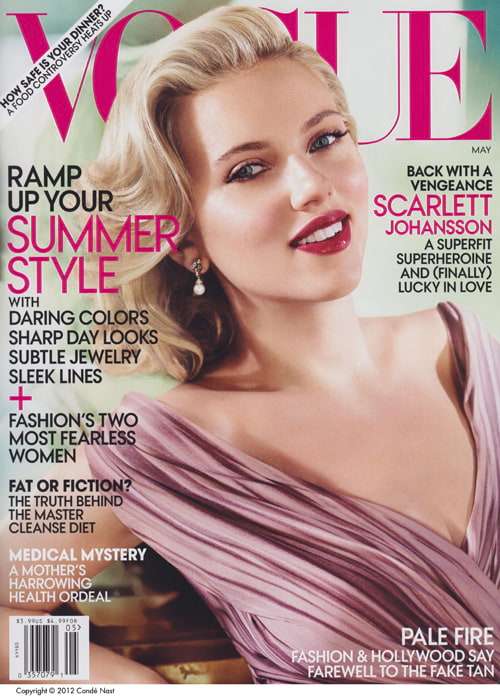 HOW SAFE IS YOUR DINNER?
A FOOD CONTROVERSY HEATS UP
VOGUE
MAY
RAMP
UP YOUR
SUMMER
STYLE
WITH
DARING COLORS
SHARP DAY LOOKS
SUBTLE JEWELRY
SLEEK LINES
+
FASHION'S TWO
MOST FEARLESS
WOMEN
FAT OR FICTION?
THE TRUTH BEHIND
THE MASTER
CLEANSE DIET
MEDICAL MYSTERY
A MOTHER'S
HARROWING
HEALTH ORDEAL
BACK WITH A
VENGEANCE
SCARLETT
JOHANSSON
A SUPERFIT
SUPERHEROINE
AND (FINALLY)
LUCKY IN LOVE
PALE FIRE
FASHION & HOLLYWOOD SAY
FAREWELL TO THE FAKE TAN
$3.99US $4.99FOR
05>
0 357079 1
Copyright © 2012 Condé Nast